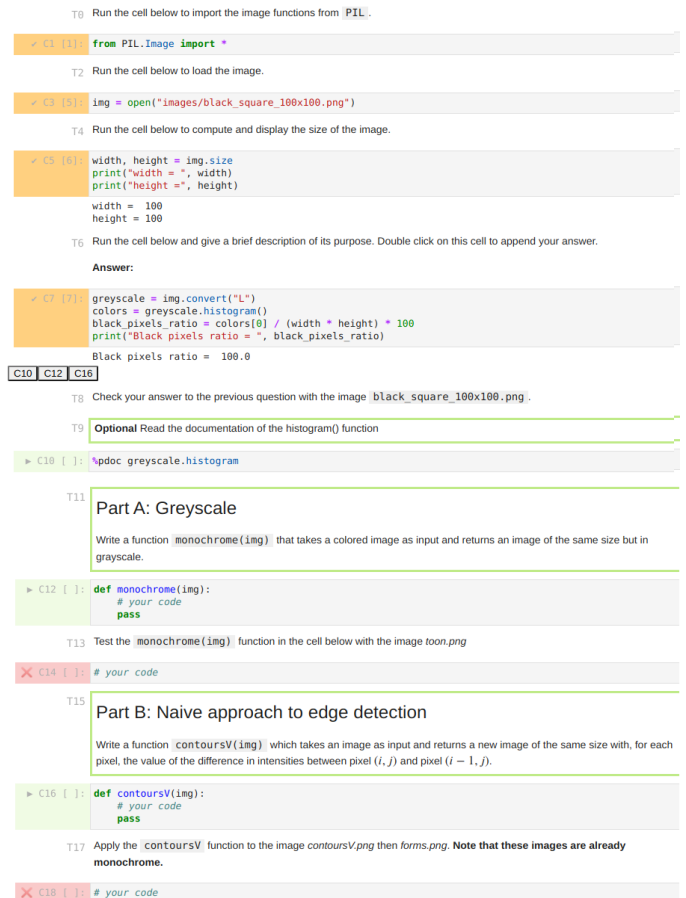 T0 Run the cell below to import the image functions from PIL .
✔ C1 [1]: from PIL.Image import *
T2 Run the cell below to load the image.
✔ C3 [5]: img = open("images/black_square_100x100.png")
T4 Run the cell below to compute and display the size of the image.
✔ C5 [6]: width, height = img.size
print("width = ", width)
print("height =", height)
width =  100
height = 100
T6 Run the cell below and give a brief description of its purpose. Double click on this cell to append your answer.
Answer:
✔ C7 [7]: greyscale = img.convert("L")
colors = greyscale.histogram()
black_pixels_ratio = colors[0] / (width * height) * 100
print("Black pixels ratio = ", black_pixels_ratio)
Black pixels ratio =  100.0
C10 C12 C16
T8 Check your answer to the previous question with the image black_square_100x100.png .
T9 Optional Read the documentation of the histogram() function
▶ C10 [ ]: %pdoc greyscale.histogram
T11
Part A: Greyscale
Write a function monochrome(img) that takes a colored image as input and returns an image of the same size but in
grayscale.
▶ C12 [ ]: def monochrome(img):
# your code
pass
T13 Test the monochrome(img) function in the cell below with the image toon.png
❌ C14 [ ]: # your code
T15
Part B: Naive approach to edge detection
Write a function contoursV(img) which takes an image as input and returns a new image of the same size with, for each
pixel, the value of the difference in intensities between pixel (i, j) and pixel (i − 1, j).
▶ C16 [ ]: def contoursV(img):
# your code
pass
T17 Apply the contoursV function to the image contoursV.png then forms.png. Note that these images are already
monochrome.
❌ C18 [ ]: # your code